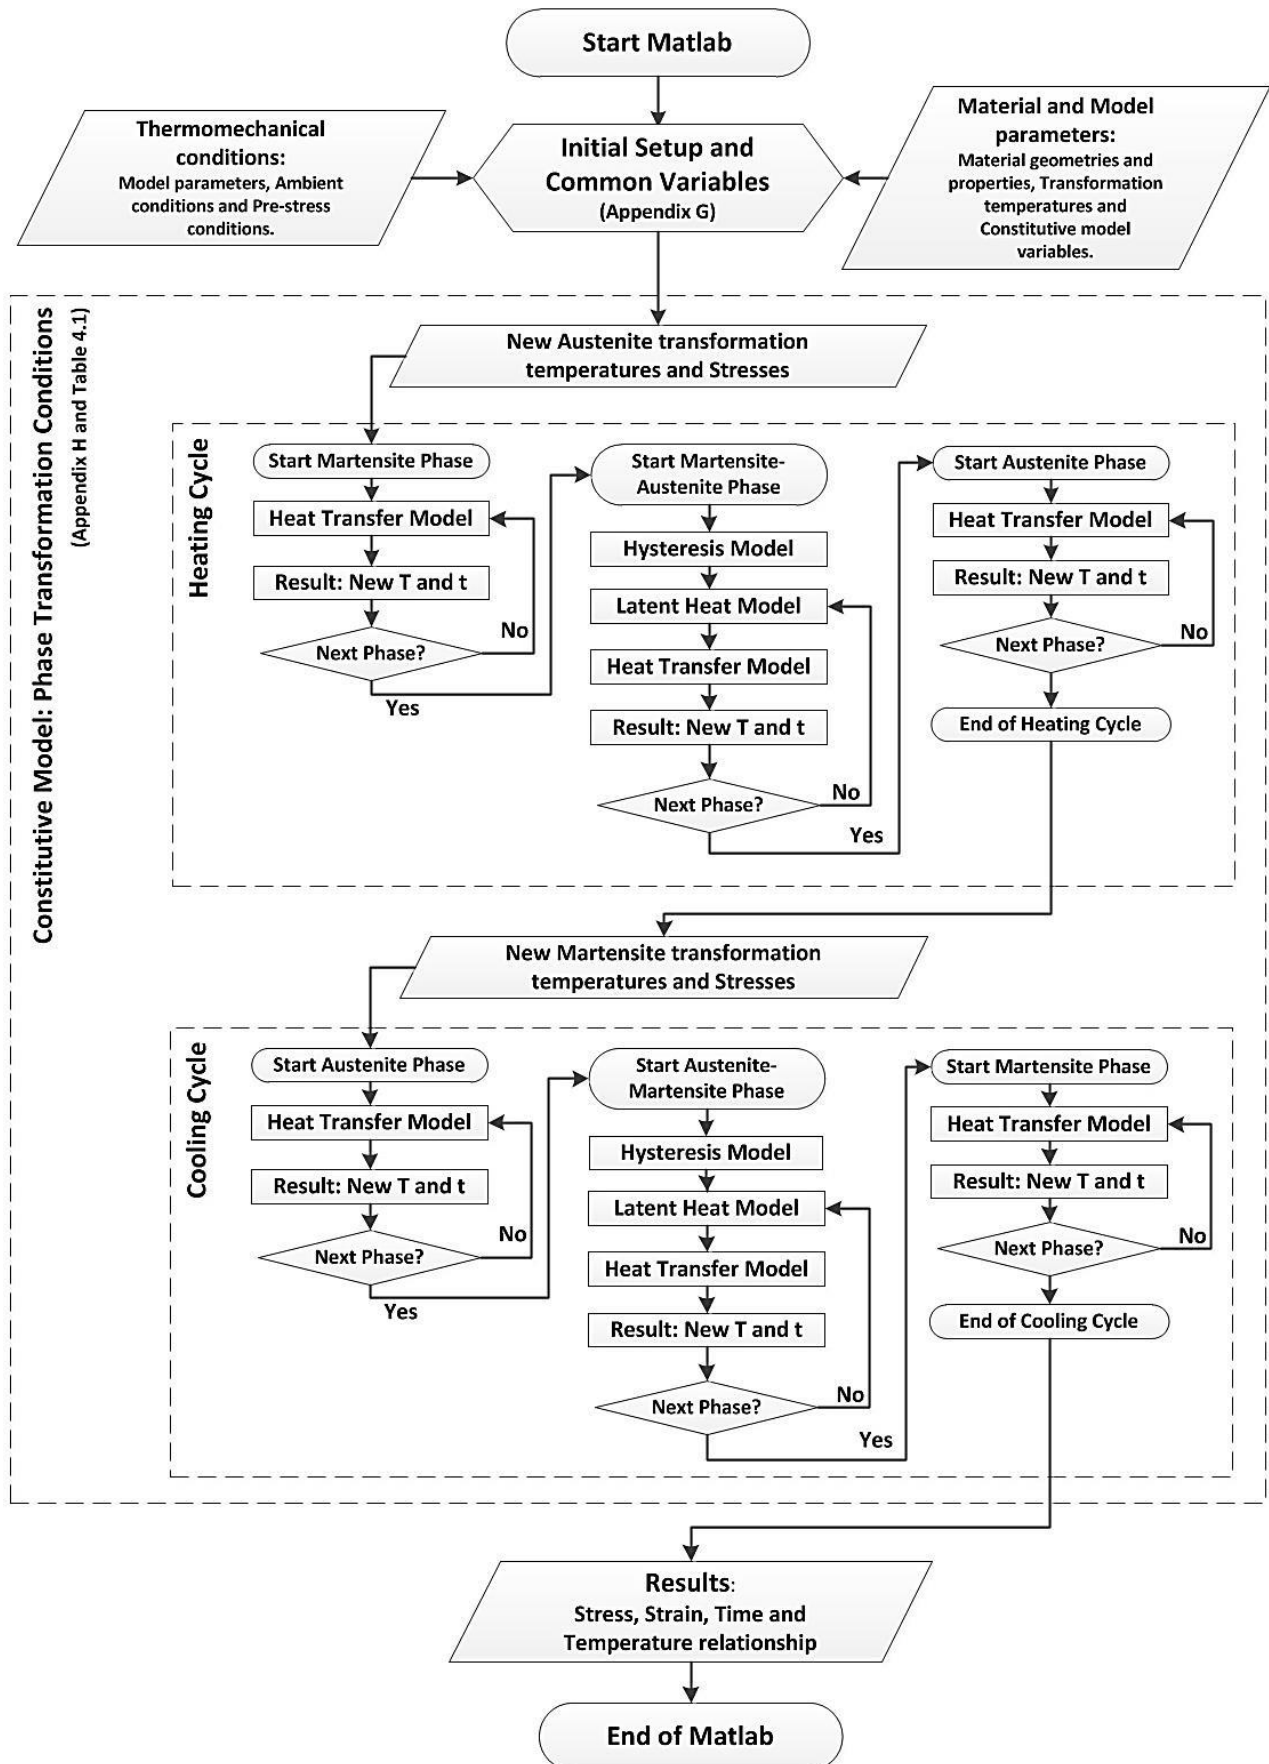 Start Matlab
Thermomechanical
conditions:
Model parameters, Ambient
conditions and Pre-stress
conditions.
Initial Setup and
Common Variables
(Appendix G)
Material and Model
parameters:
Material geometries and
properties, Transformation
temperatures and
Constitutive model
variables.
Constitutive Model: Phase Transformation Conditions
(Appendix H and Table 4.1)
New Austenite transformation
temperatures and Stresses
Heating Cycle
Start Martensite Phase
Heat Transfer Model
Result: New T and t
Next Phase?
No
Yes
Start Martensite-
Austenite Phase
Hysteresis Model
Latent Heat Model
Heat Transfer Model
Result: New T and t
Next Phase?
No
Yes
Start Austenite Phase
Heat Transfer Model
Result: New T and t
Next Phase?
No
End of Heating Cycle
New Martensite transformation
temperatures and Stresses
Cooling Cycle
Start Austenite Phase
Heat Transfer Model
Result: New T and t
Next Phase?
No
Yes
Start Austenite-
Martensite Phase
Hysteresis Model
Latent Heat Model
Heat Transfer Model
Result: New T and t
Next Phase?
No
Yes
Start Martensite Phase
Heat Transfer Model
Result: New T and t
Next Phase?
No
End of Cooling Cycle
Results:
Stress, Strain, Time and
Temperature relationship
End of Matlab